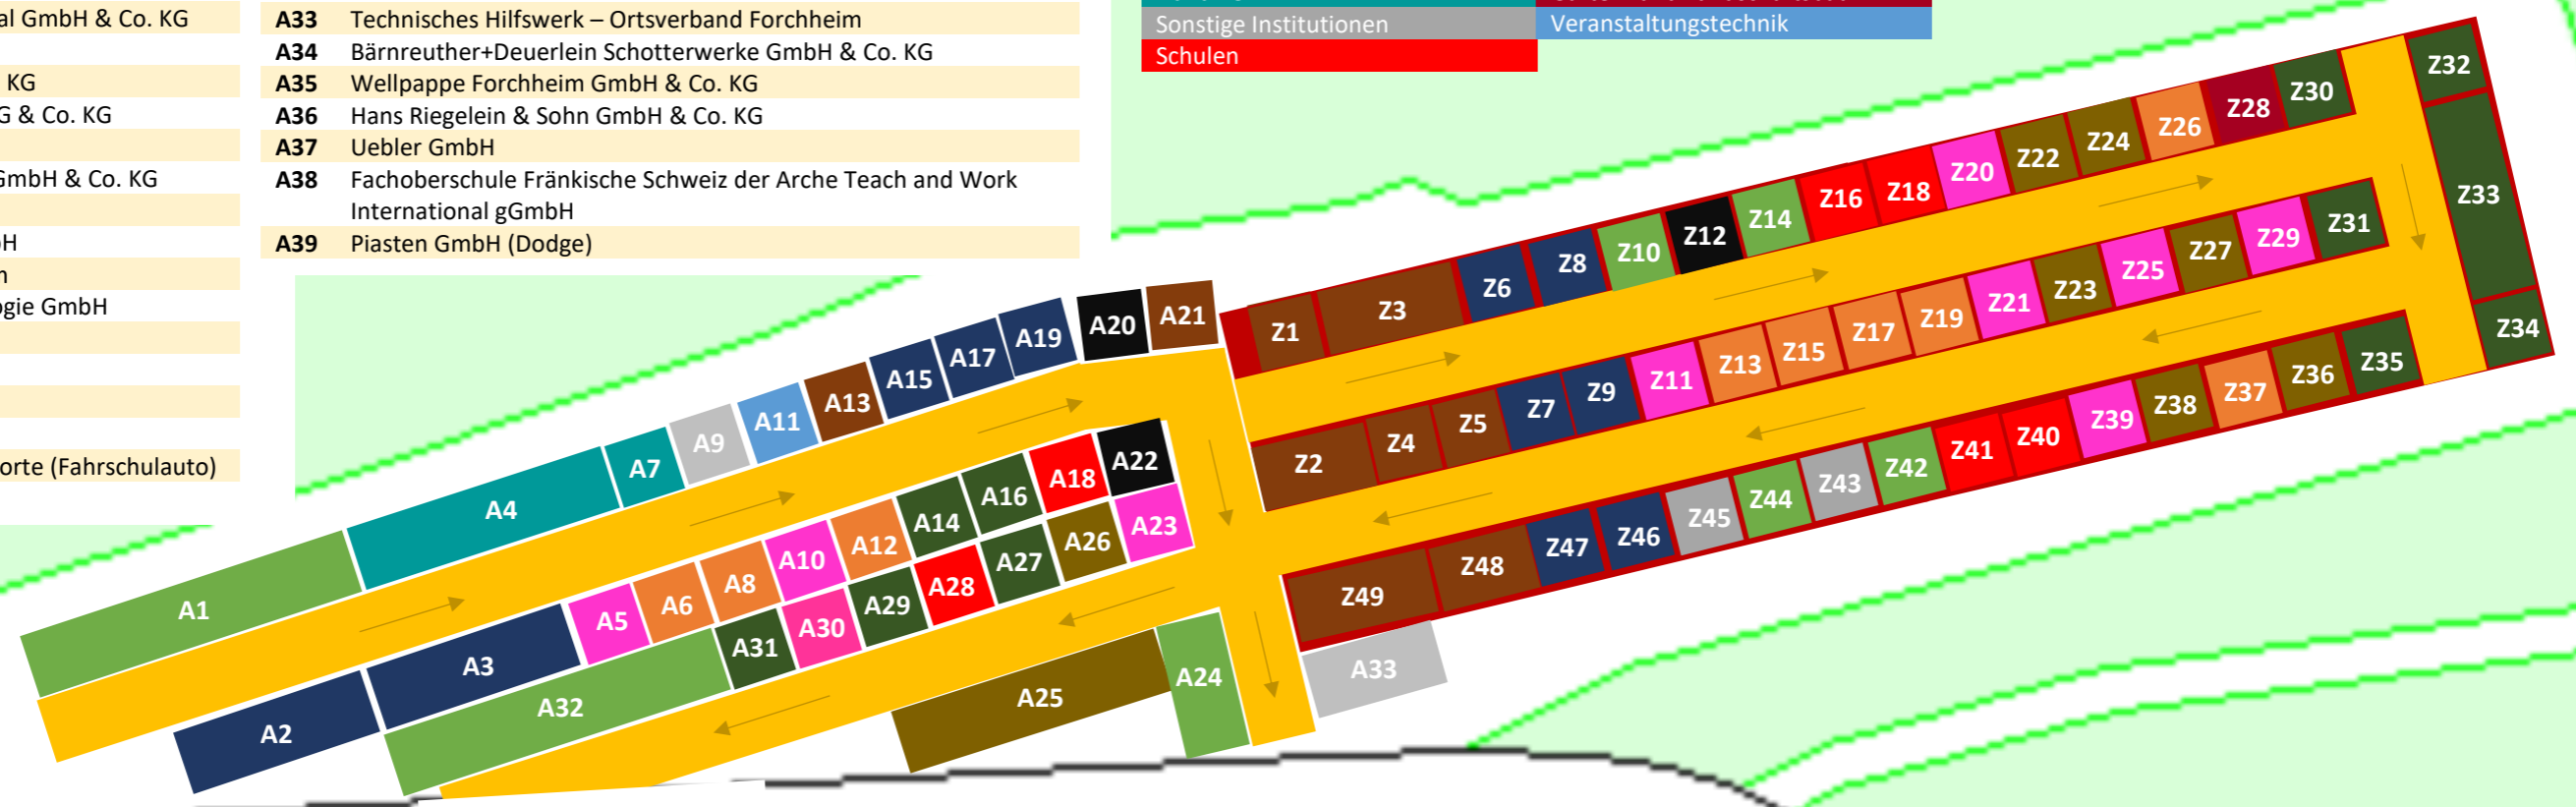 al GmbH & Co. KG
KG
G & Co. KG
GmbH & Co. KG
H
ogie GmbH
orte (Fahrschulauto)
A33 Technisches Hilfswerk – Ortsverband Forchheim
A34 Bärnreuther+Deuerlein Schotterwerke GmbH & Co. KG
A35 Wellpappe Forchheim GmbH & Co. KG
A36 Hans Riegelein & Sohn GmbH & Co. KG
A37 Uebler GmbH
A38 Fachoberschule Fränkische Schweiz der Arche Teach and Work
International gGmbH
A39 Piasten GmbH (Dodge)
Sonstige Institutionen Veranstaltungstechnik
Schulen
A1 A4 A7 A9 A11 A13 A15 A17 A19 A20 A21
A2 A3 A5 A6 A8 A10 A12 A14 A16 A18 A22
A32 A31 A30 A29 A28 A27 A26 A23
A25 A24 A33
Z1 Z3 Z6 Z8 Z10 Z12 Z14 Z16 Z18 Z20 Z22 Z24 Z26 Z28 Z30 Z32
Z2 Z4 Z5 Z7 Z9 Z11 Z13 Z15 Z17 Z19 Z21 Z23 Z25 Z27 Z29 Z31 Z33
Z49 Z48 Z47 Z46 Z45 Z44 Z43 Z42 Z41 Z40 Z39 Z38 Z37 Z36 Z35 Z34